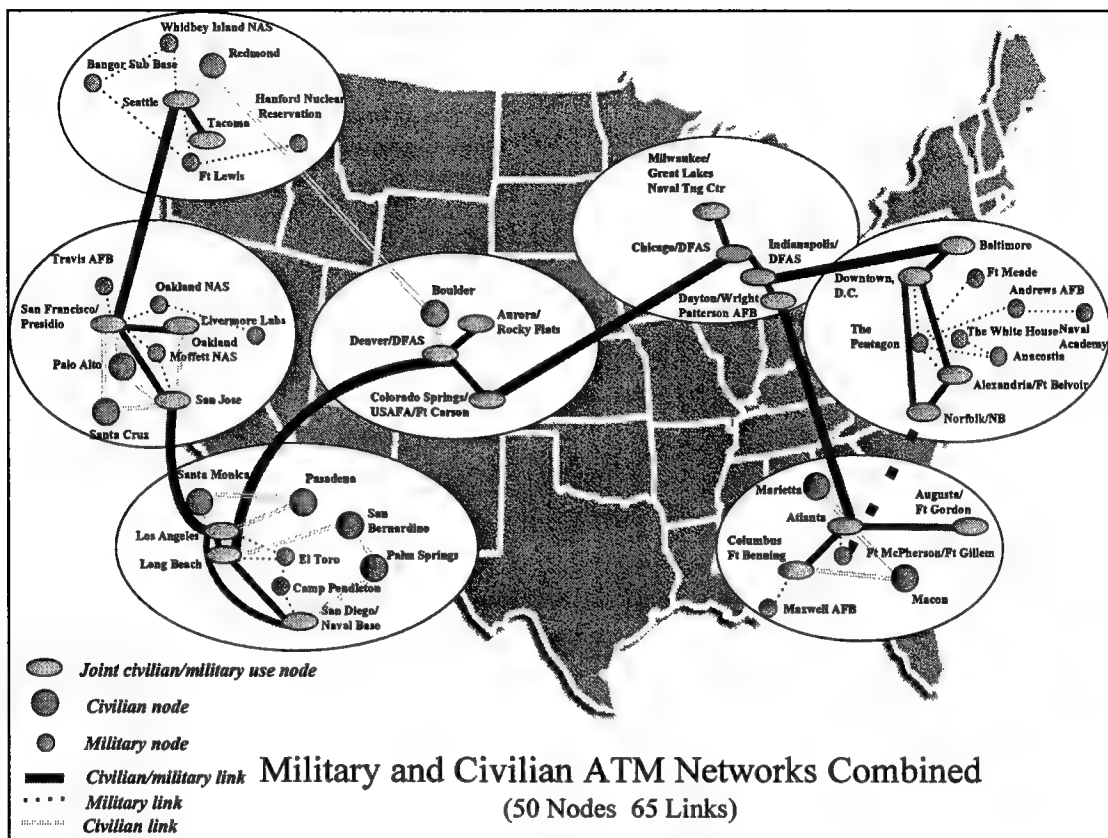 Whidbey Island NAS
Redmond
Bangor Sub Base
Seattle
Hanford Nuclear
Reservation
Tacoma
Ft Lewis
Milwaukee/
Great Lakes
Naval Tng Ctr
Chicago/DFAS
Indianapolis/
DFAS
Dayton/Wright
Patterson AFB
Travis AFB
Oakland NAS
San Francisco/
Presidio
Livermore Labs
Oakland
Moffett NAS
Palo Alto
San Jose
Santa Cruz
Boulder
Aurora/
Rocky Flats
Denver/DFAS
Colorado Springs/
USAFA/Ft Carson
Baltimore
Downtown,
D.C.
Ft Meade
Andrews AFB
The White House
Naval
Academy
The
Pentagon
Anacostia
Alexandria/Ft Belvoir
Norfolk/NB
Santa Monica
Pasadena
San
Bernardino
Los Angeles
Long Beach
El Toro
Palm Springs
Camp Pendleton
San Diego/
Naval Base
Marietta
Augusta/
Ft Gordon
Atlanta
Columbus
Ft Benning
Ft McPherson/Ft Gillem
Macon
Maxwell AFB
Joint civilian/military use node
Civilian node
Military node
Civilian/military link
Military link
Civilian link
Military and Civilian ATM Networks Combined
(50 Nodes 65 Links)